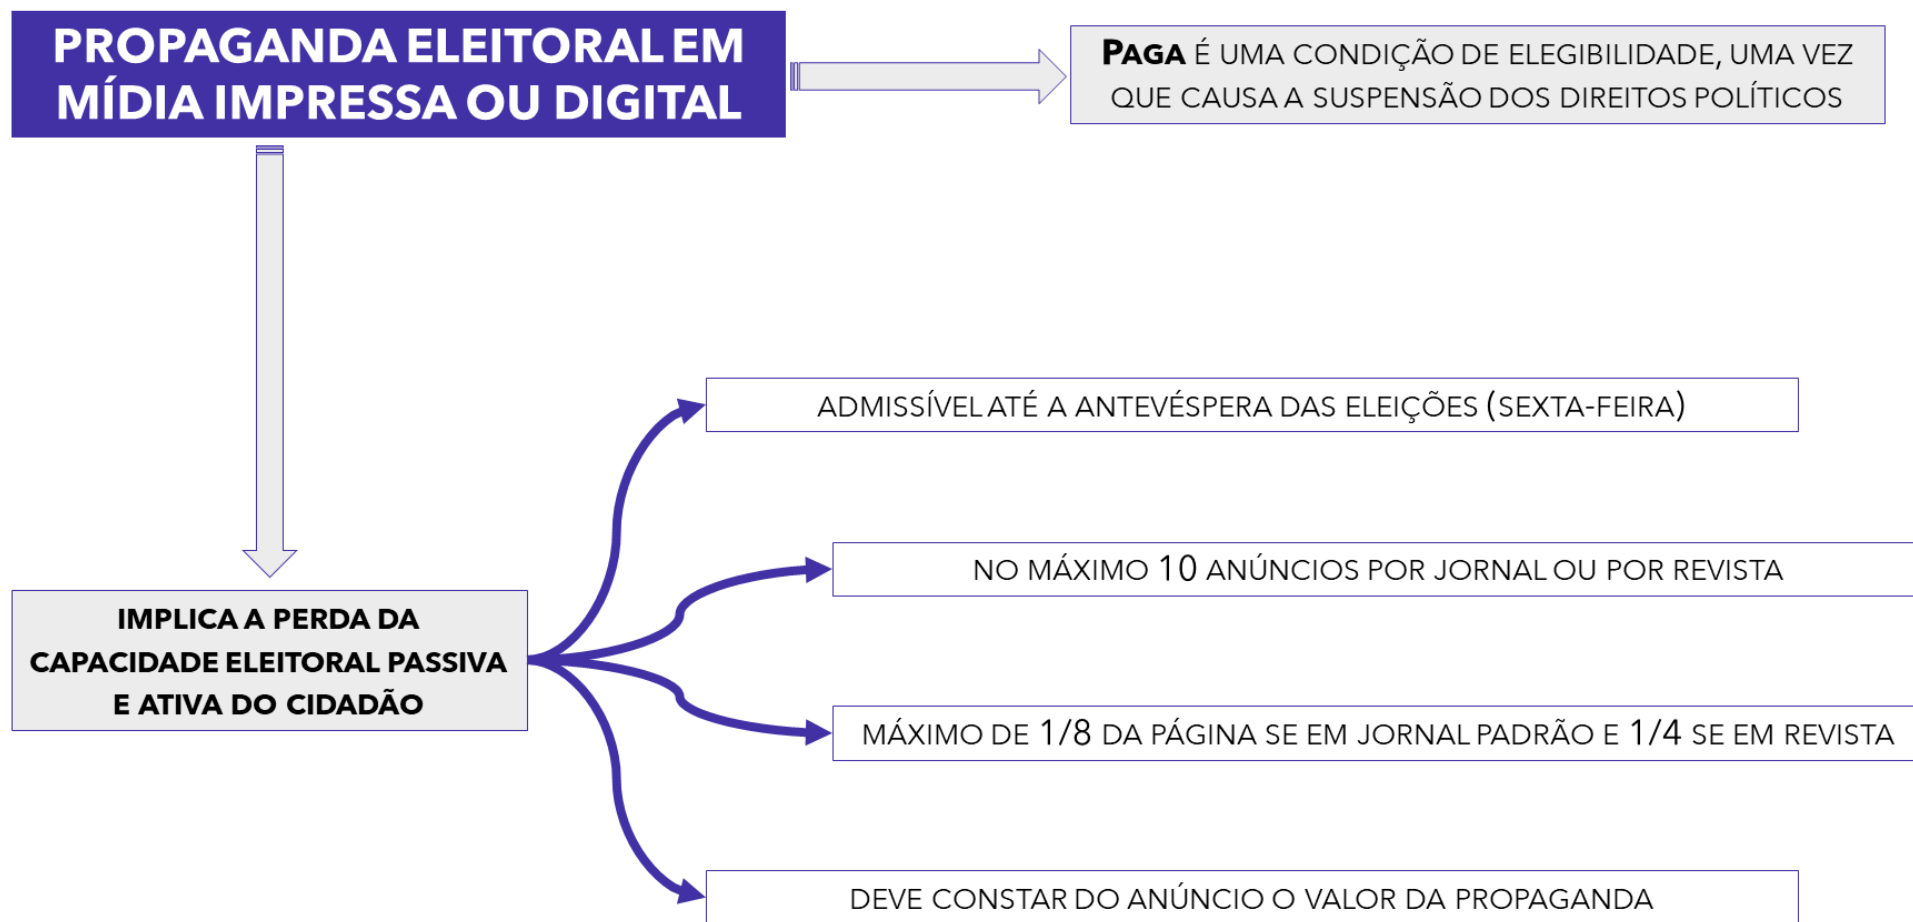 PROPAGANDA ELEITORAL EM
MÍDIA IMPRESSA OU DIGITAL
PAGA É UMA CONDIÇÃO DE ELEGIBILIDADE, UMA VEZ
QUE CAUSA A SUSPENSÃO DOS DIREITOS POLÍTICOS
ADMISSÍVEL ATÉ A ANTEVÉSPERA DAS ELEIÇÕES (SEXTA-FEIRA)
NO MÁXIMO 10 ANÚNCIOS POR JORNAL OU POR REVISTA
IMPLICA A PERDA DA
CAPACIDADE ELEITORAL PASSIVA
E ATIVA DO CIDADÃO
MÁXIMO DE 1/8 DA PÁGINA SE EM JORNAL PADRÃO E 1/4 SE EM REVISTA
DEVE CONSTAR DO ANÚNCIO O VALOR DA PROPAGANDA